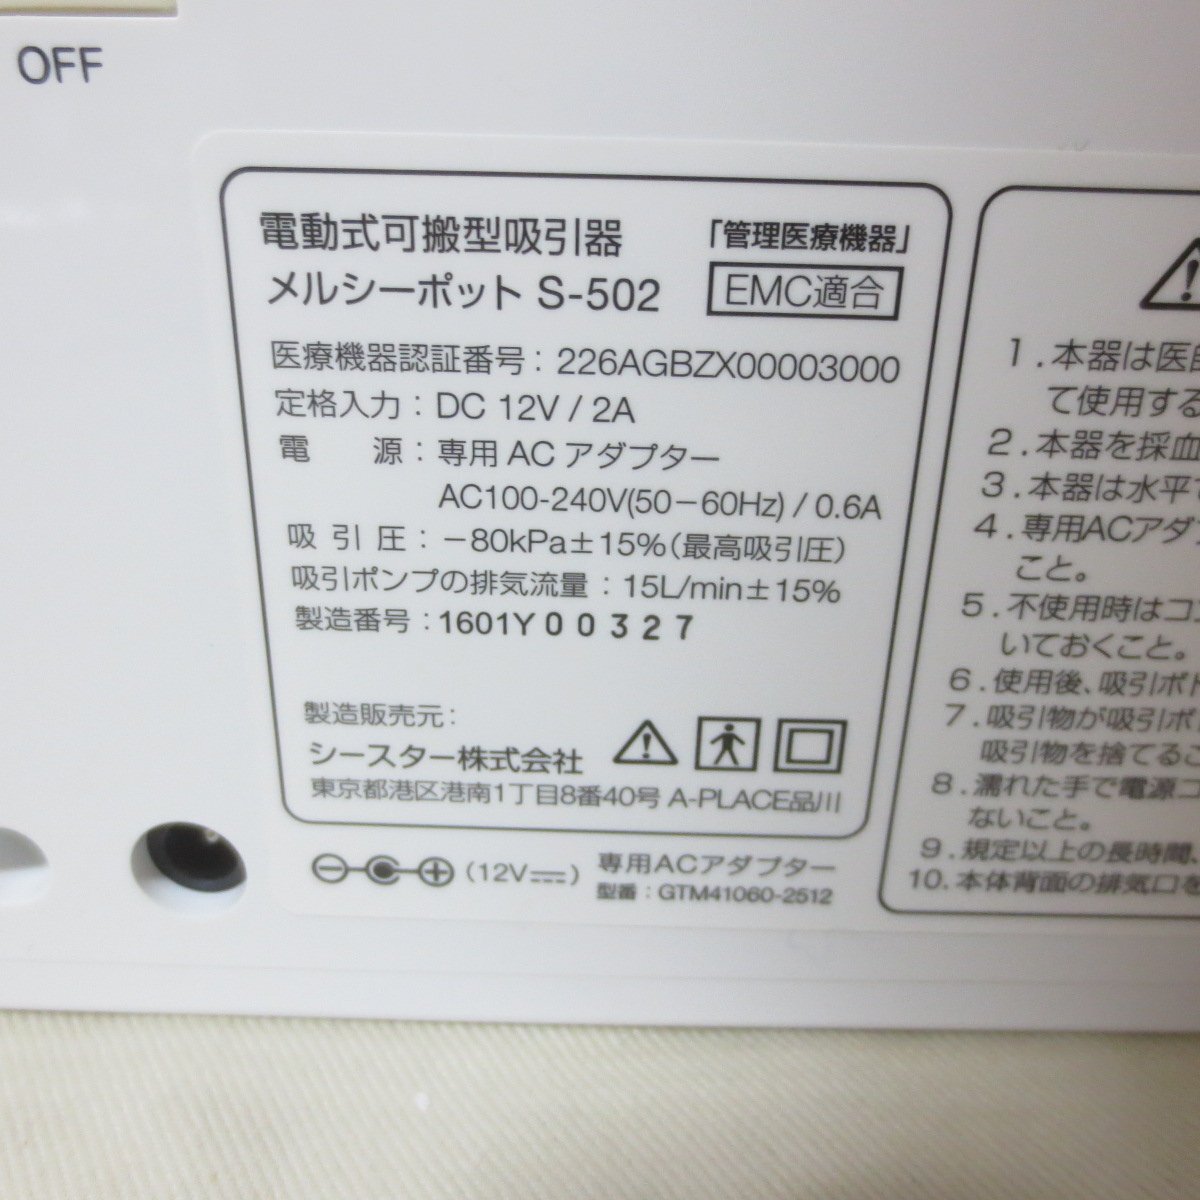 OFF
電動式可搬型吸引器
「管理医療機器」
メルシーポット S-502
EMC適合
医療機器認証番号：226AGBZX00003000
定格入力：DC 12V / 2A
電 源：専用 AC アダプター
AC100-240V(50－60Hz) / 0.6A
吸 引 圧：－80kPa±15%(最高吸引圧)
吸引ポンプの排気流量：15L/min±15%
製造番号：1601Y00327
製造販売元:
シースター株式会社
東京都港区港南1丁目8番40号 A-PLACE品川
(12V⎓) 専用ACアダプター
型番：GTM41060-2512
1.本器は医
て使用する
2.本器を採血
3.本器は水平
4.専用ACアダ
こと。
5.不使用時はコ
いておくこと。
6.使用後、吸引ポ
7.吸引物が吸引ポ
吸引物を捨てるこ
8.濡れた手で電源コ
ないこと。
9.規定以上の長時間、
10.本体背面の排気口を